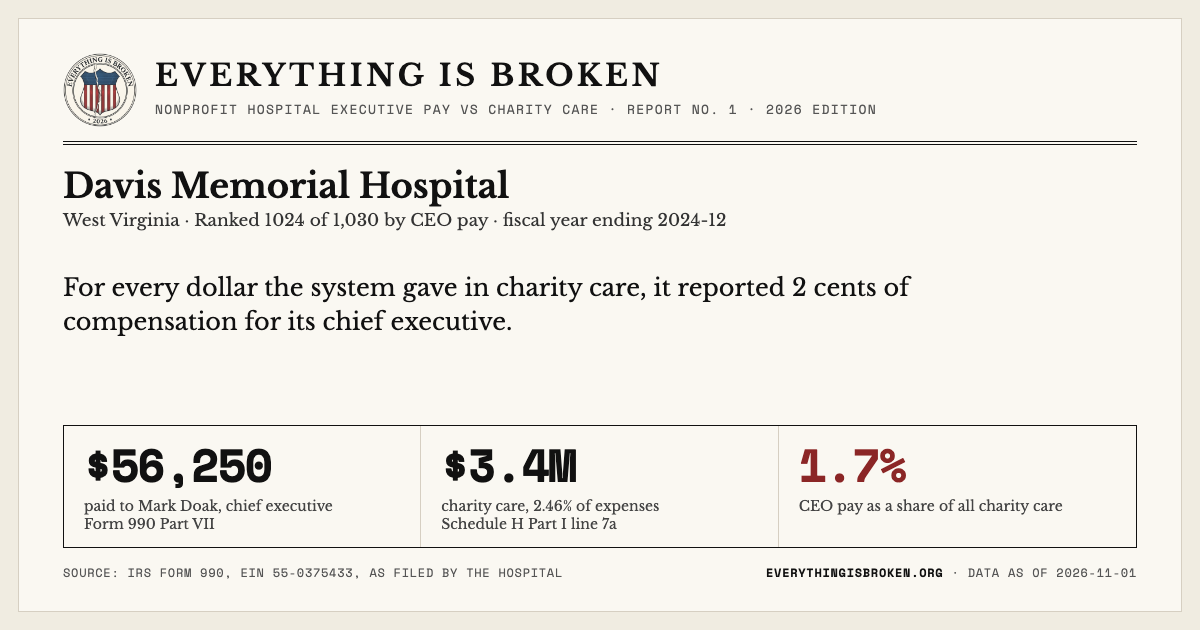 EVERYTHING IS BROKEN
· 2026 ·
EVERYTHING IS BROKEN
NONPROFIT HOSPITAL EXECUTIVE PAY VS CHARITY CARE · REPORT NO. 1 · 2026 EDITION
Davis Memorial Hospital
West Virginia · Ranked 1024 of 1,030 by CEO pay · fiscal year ending 2024-12
For every dollar the system gave in charity care, it reported 2 cents of
compensation for its chief executive.
$56,250
paid to Mark Doak, chief executive
Form 990 Part VII
$3.4M
charity care, 2.46% of expenses
Schedule H Part I line 7a
1.7%
CEO pay as a share of all charity care
SOURCE: IRS FORM 990, EIN 55-0375433, AS FILED BY THE HOSPITAL
EVERYTHINGISBROKEN.ORG · DATA AS OF 2026-11-01